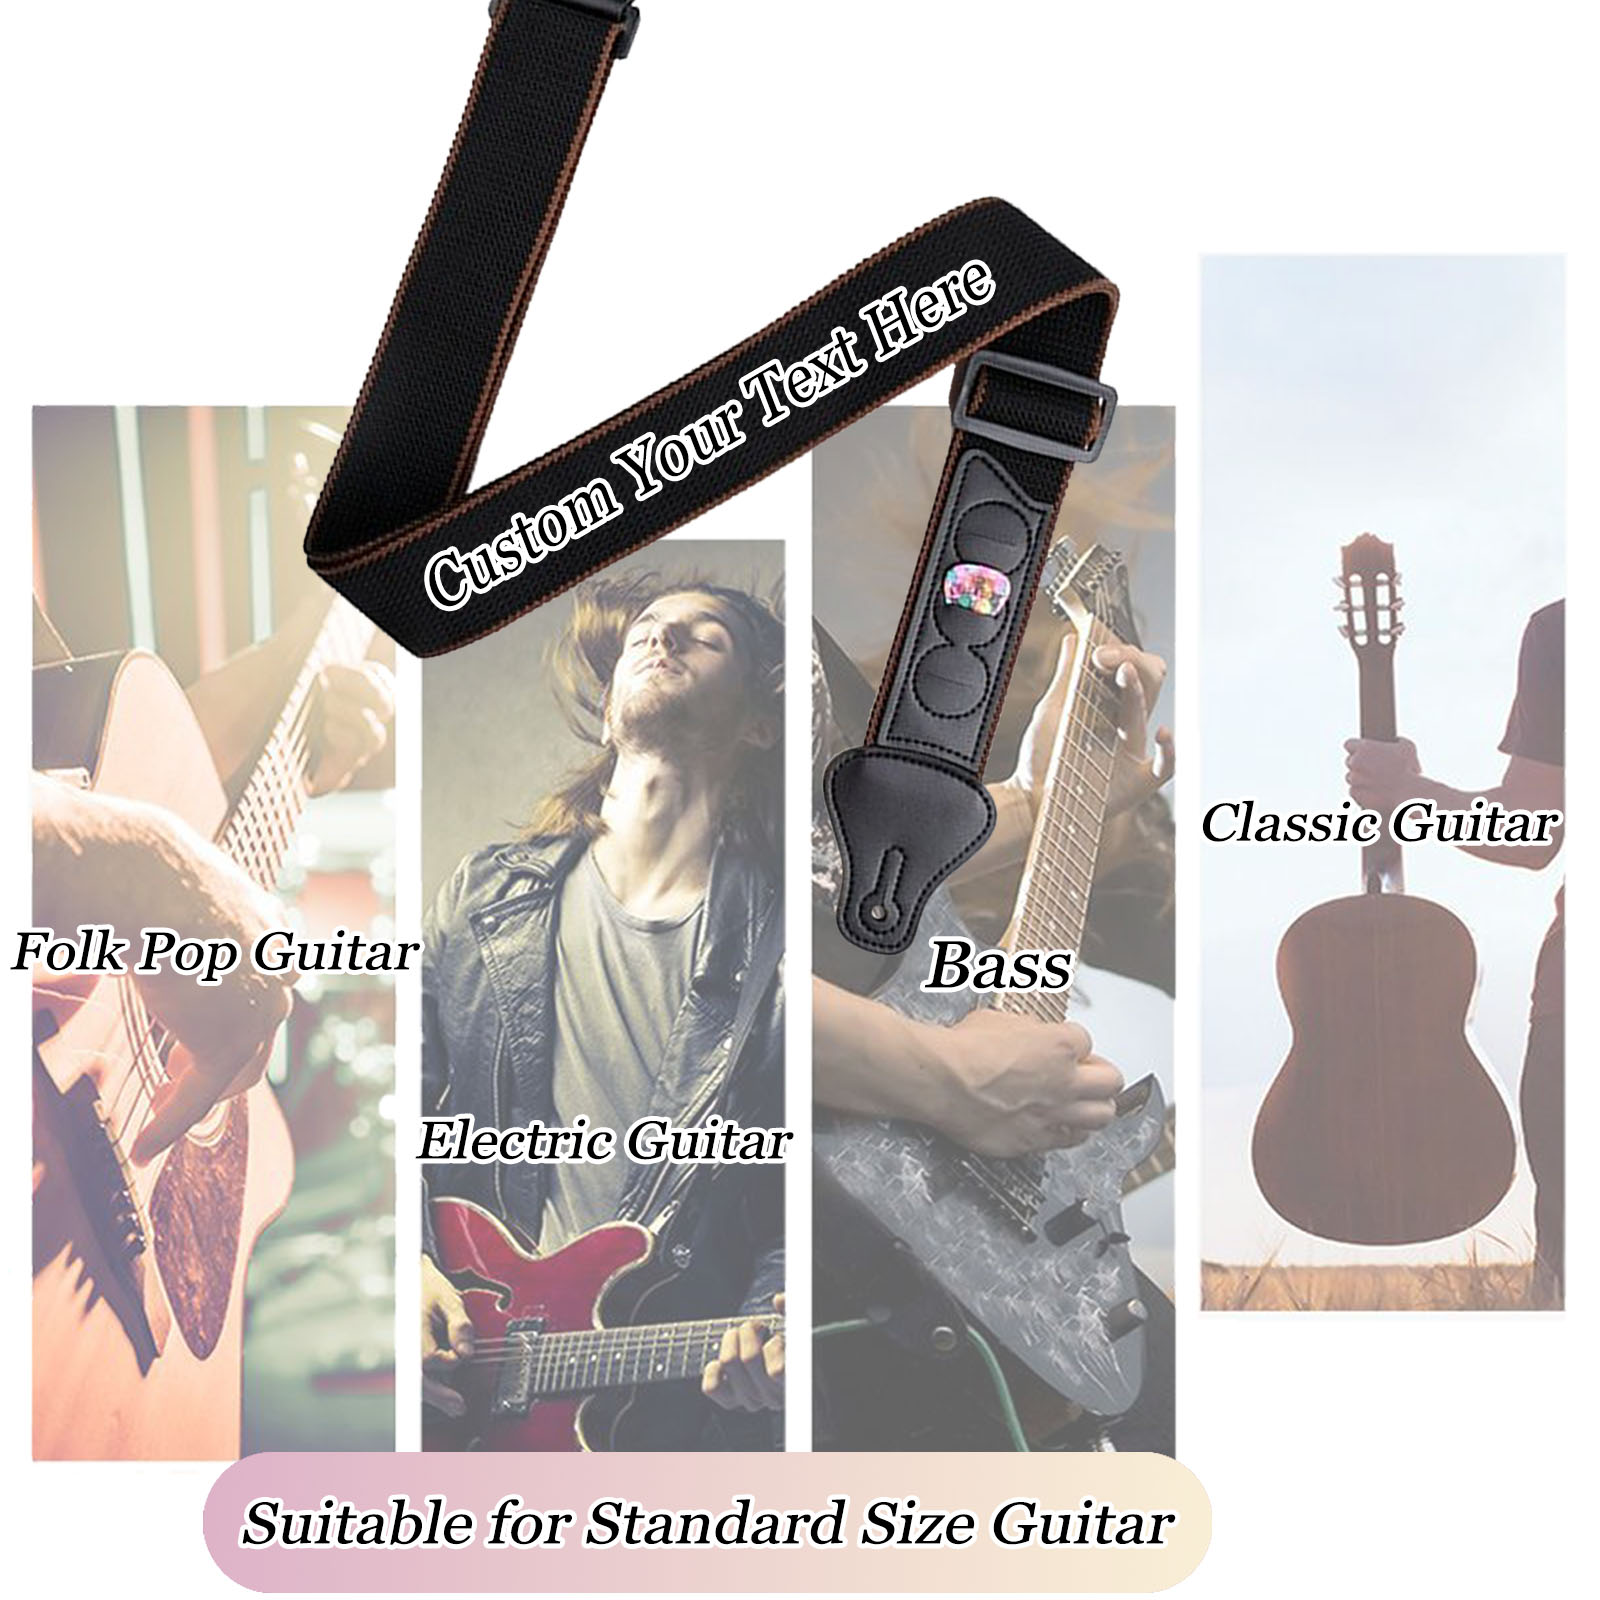 Custom Your Text Here
Classic Guitar
Folk Pop Guitar
Bass
Electric Guitar
Suitable for Standard Size Guitar